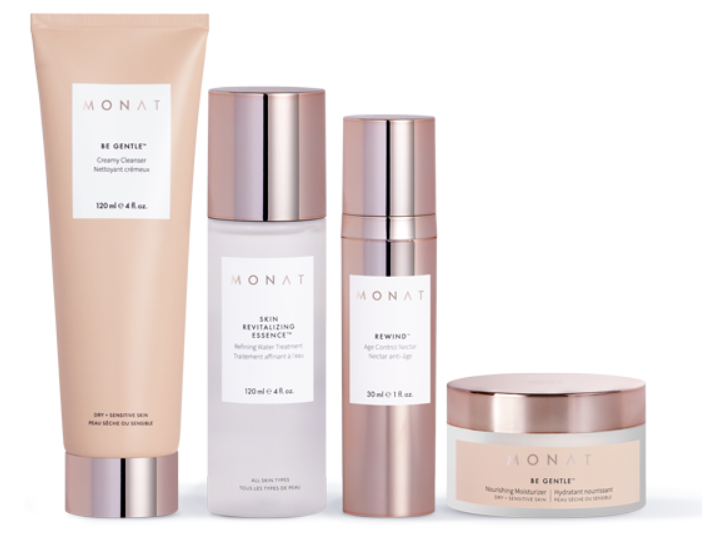 MONAT
BE GENTLE™
Creamy Cleanser
Nettoyant crémeux
120 ml ℮ 4 fl. oz.
DRY + SENSITIVE SKIN
PEAU SÈCHE OU SENSIBLE
MONAT
SKIN
REVITALIZING
ESSENCE™
Refining Water Treatment
Traitement affinant à l'eau
120 ml ℮ 4 fl. oz.
ALL SKIN TYPES
TOUS LES TYPES DE PEAU
MONAT
REWIND™
Age Control Nectar
Nectar anti-âge
30 ml ℮ 1 fl. oz.
MONAT
BE GENTLE™
Nourishing Moisturizer | Hydratant nourrissant
DRY + SENSITIVE SKIN | PEAU SÈCHE OU SENSIBLE